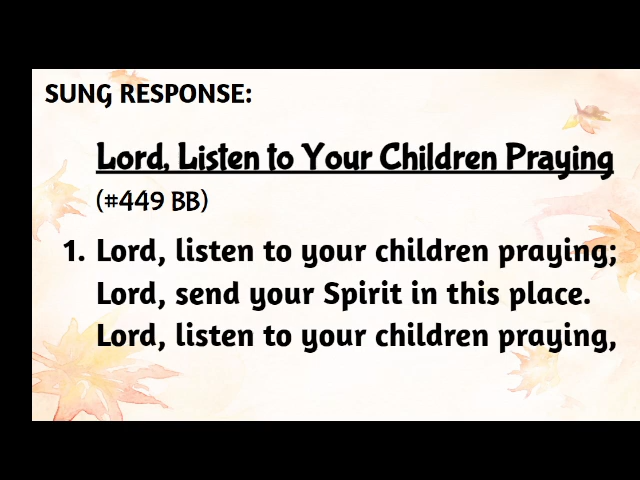 SUNG RESPONSE:
Lord, Listen to Your Children Praying
(#449 BB)
1. Lord, listen to your children praying;
Lord, send your Spirit in this place.
Lord, listen to your children praying,